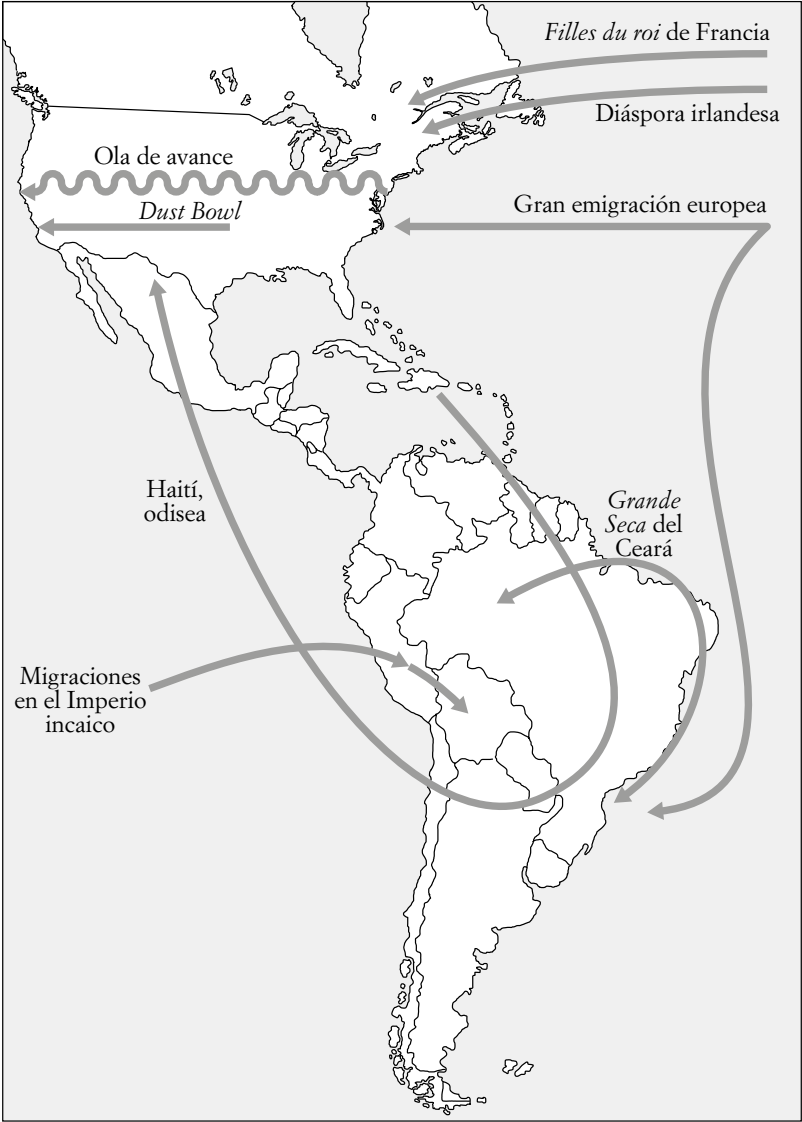 Filles du roi de Francia
Diáspora irlandesa
Ola de avance
Dust Bowl
Gran emigración europea
Haití,
odisea
Grande
Seca del
Ceará
Migraciones
en el Imperio
incaico